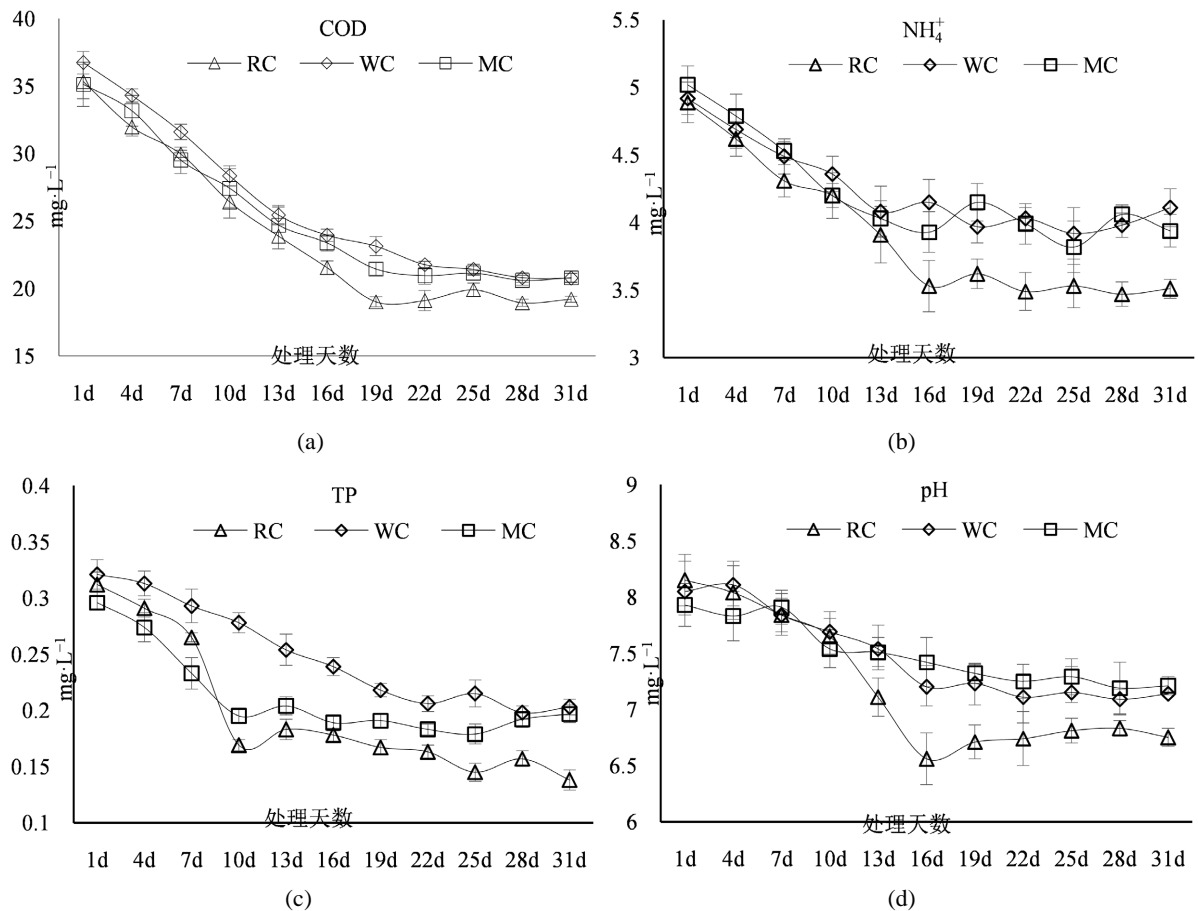 COD
RC WC MC
40
35
30
25
20
15
mg·L⁻¹
处理天数
1d 4d 7d 10d 13d 16d 19d 22d 25d 28d 31d
(a)
NH₄⁺
RC WC MC
5.5
5
4.5
4
3.5
3
mg·L⁻¹
处理天数
1d 4d 7d 10d 13d 16d 19d 22d 25d 28d 31d
(b)
TP
RC WC MC
0.4
0.35
0.3
0.25
0.2
0.15
0.1
mg·L⁻¹
处理天数
1d 4d 7d 10d 13d 16d 19d 22d 25d 28d 31d
(c)
pH
RC WC MC
9
8.5
8
7.5
7
6.5
6
mg·L⁻¹
处理天数
1d 4d 7d 10d 13d 16d 19d 22d 25d 28d 31d
(d)